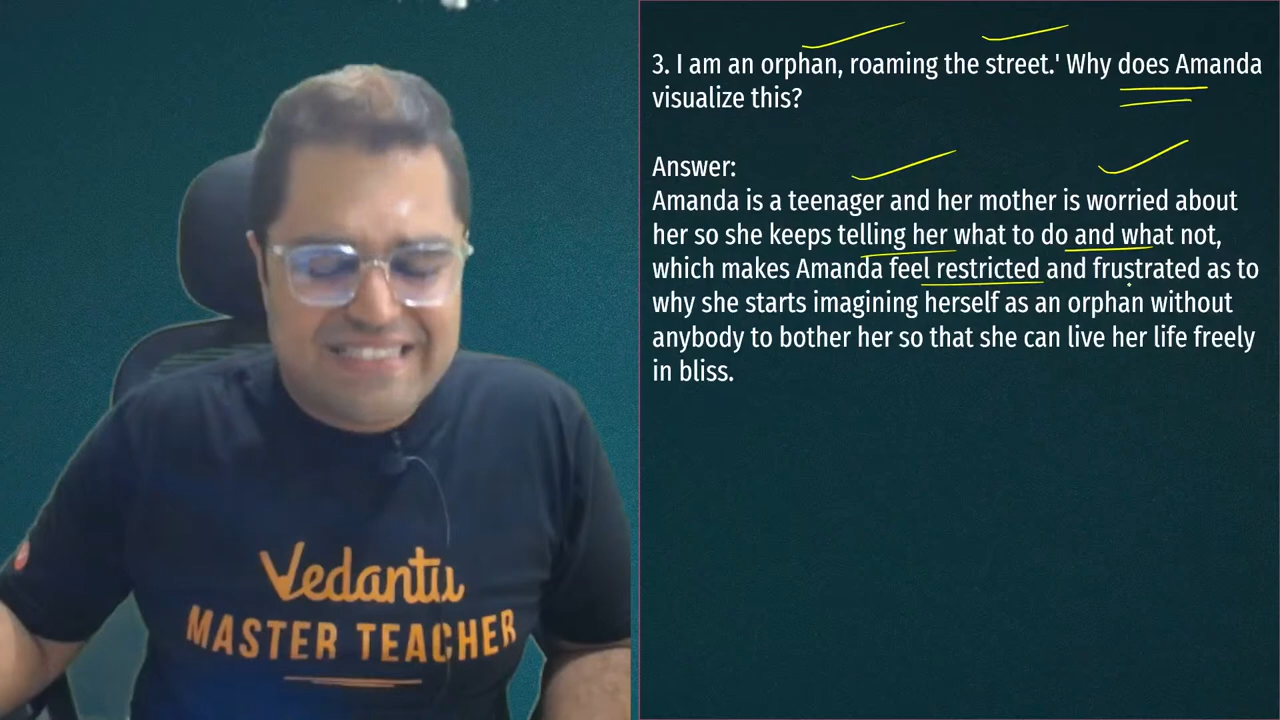 3. I am an orphan, roaming the street.' Why does Amanda
visualize this?
Answer:
Amanda is a teenager and her mother is worried about
her so she keeps telling her what to do and what not,
which makes Amanda feel restricted and frustrated as to
why she starts imagining herself as an orphan without
anybody to bother her so that she can live her life freely
in bliss.
Vedantu
MASTER TEACHER